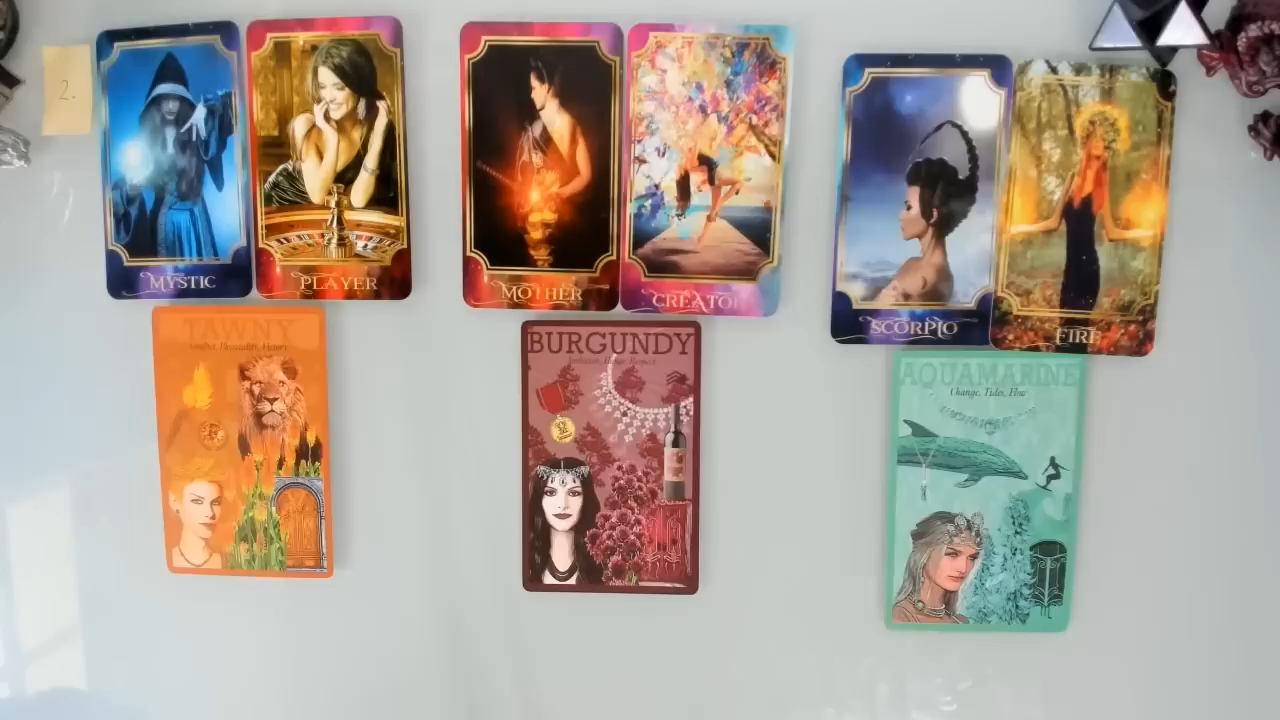 2.
MYSTIC
PLAYER
MOTHER
CREATOR
SCORPIO
FIRE
TAWNY
BURGUNDY
AQUAMARINE
Change, Tides, Flow